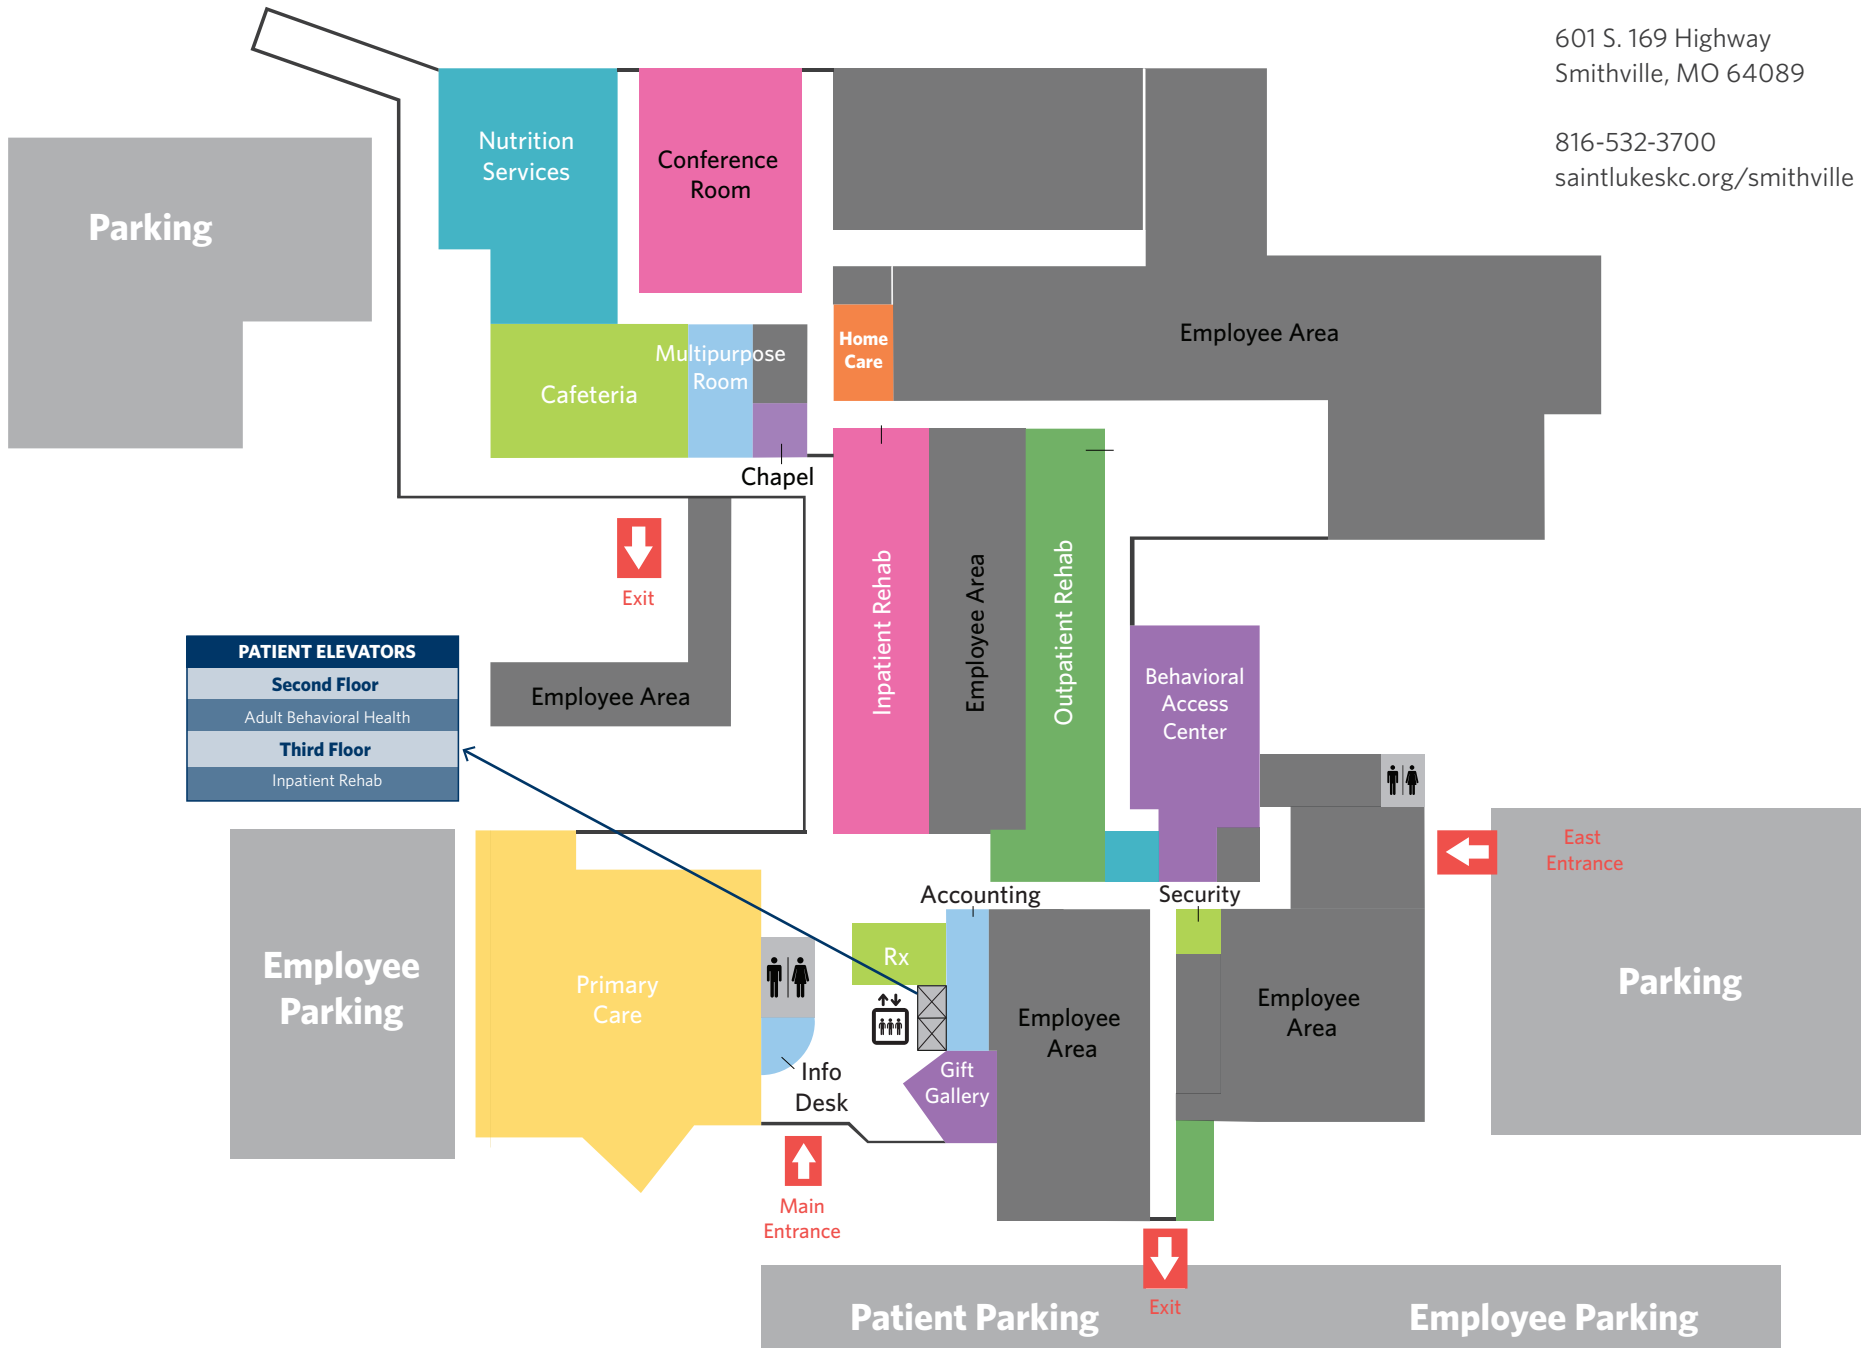 601 S. 169 Highway
Smithville, MO 64089
816-532-3700
saintlukeskc.org/smithville
Nutrition
Services
Conference
Room
Parking
Home
Care
Employee Area
Multipurpose
Room
Cafeteria
Chapel
Exit
Inpatient Rehab
Employee Area
Outpatient Rehab
PATIENT ELEVATORS
Second Floor
Adult Behavioral Health
Third Floor
Inpatient Rehab
Employee Area
Behavioral
Access
Center
East
Entrance
Accounting
Security
Employee
Parking
Primary
Care
Rx
Employee
Area
Employee
Area
Parking
Info
Desk
Gift
Gallery
Main
Entrance
Exit
Patient Parking
Employee Parking